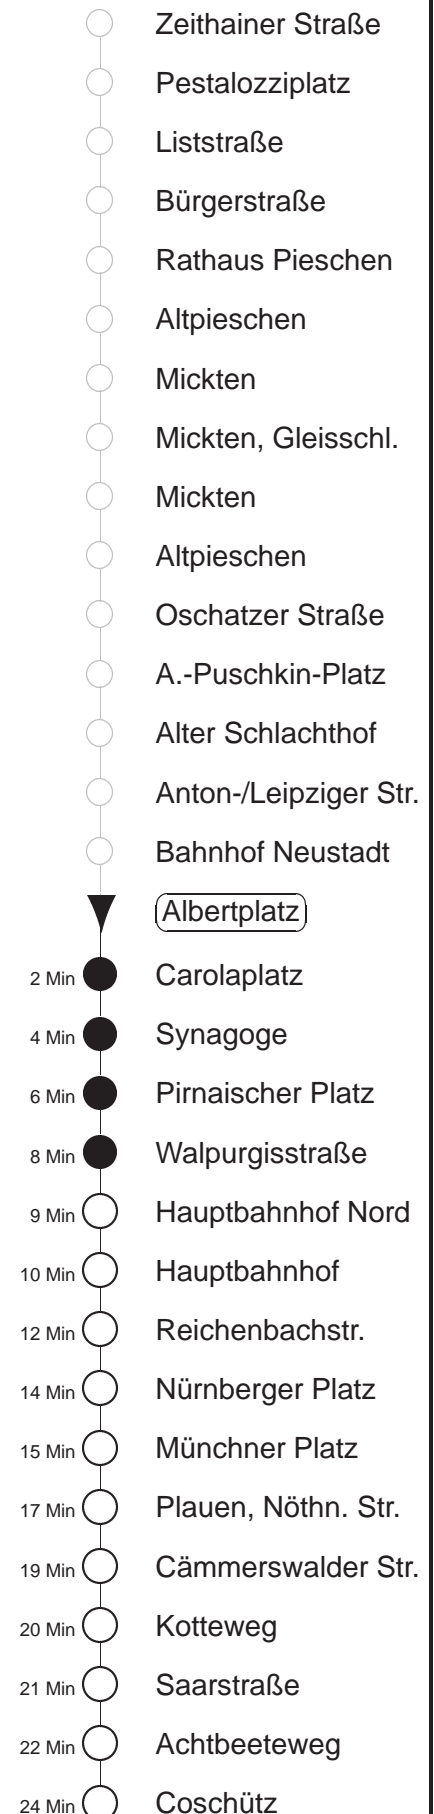 Zeithainer Straße
Pestalozziplatz
Liststraße
Bürgerstraße
Rathaus Pieschen
Altpieschen
Mickten
Mickten, Gleisschl.
Mickten
Altpieschen
Oschatzer Straße
A.-Puschkin-Platz
Alter Schlachthof
Anton-/Leipziger Str.
Bahnhof Neustadt
Albertplatz
2 Min Carolaplatz
4 Min Synagoge
6 Min Pirnaischer Platz
8 Min Walpurgisstraße
9 Min Hauptbahnhof Nord
10 Min Hauptbahnhof
12 Min Reichenbachstr.
14 Min Nürnberger Platz
15 Min Münchner Platz
17 Min Plauen, Nöthn. Str.
19 Min Cämmerswalder Str.
20 Min Kotteweg
21 Min Saarstraße
22 Min Achtbeeteweg
24 Min Coschütz